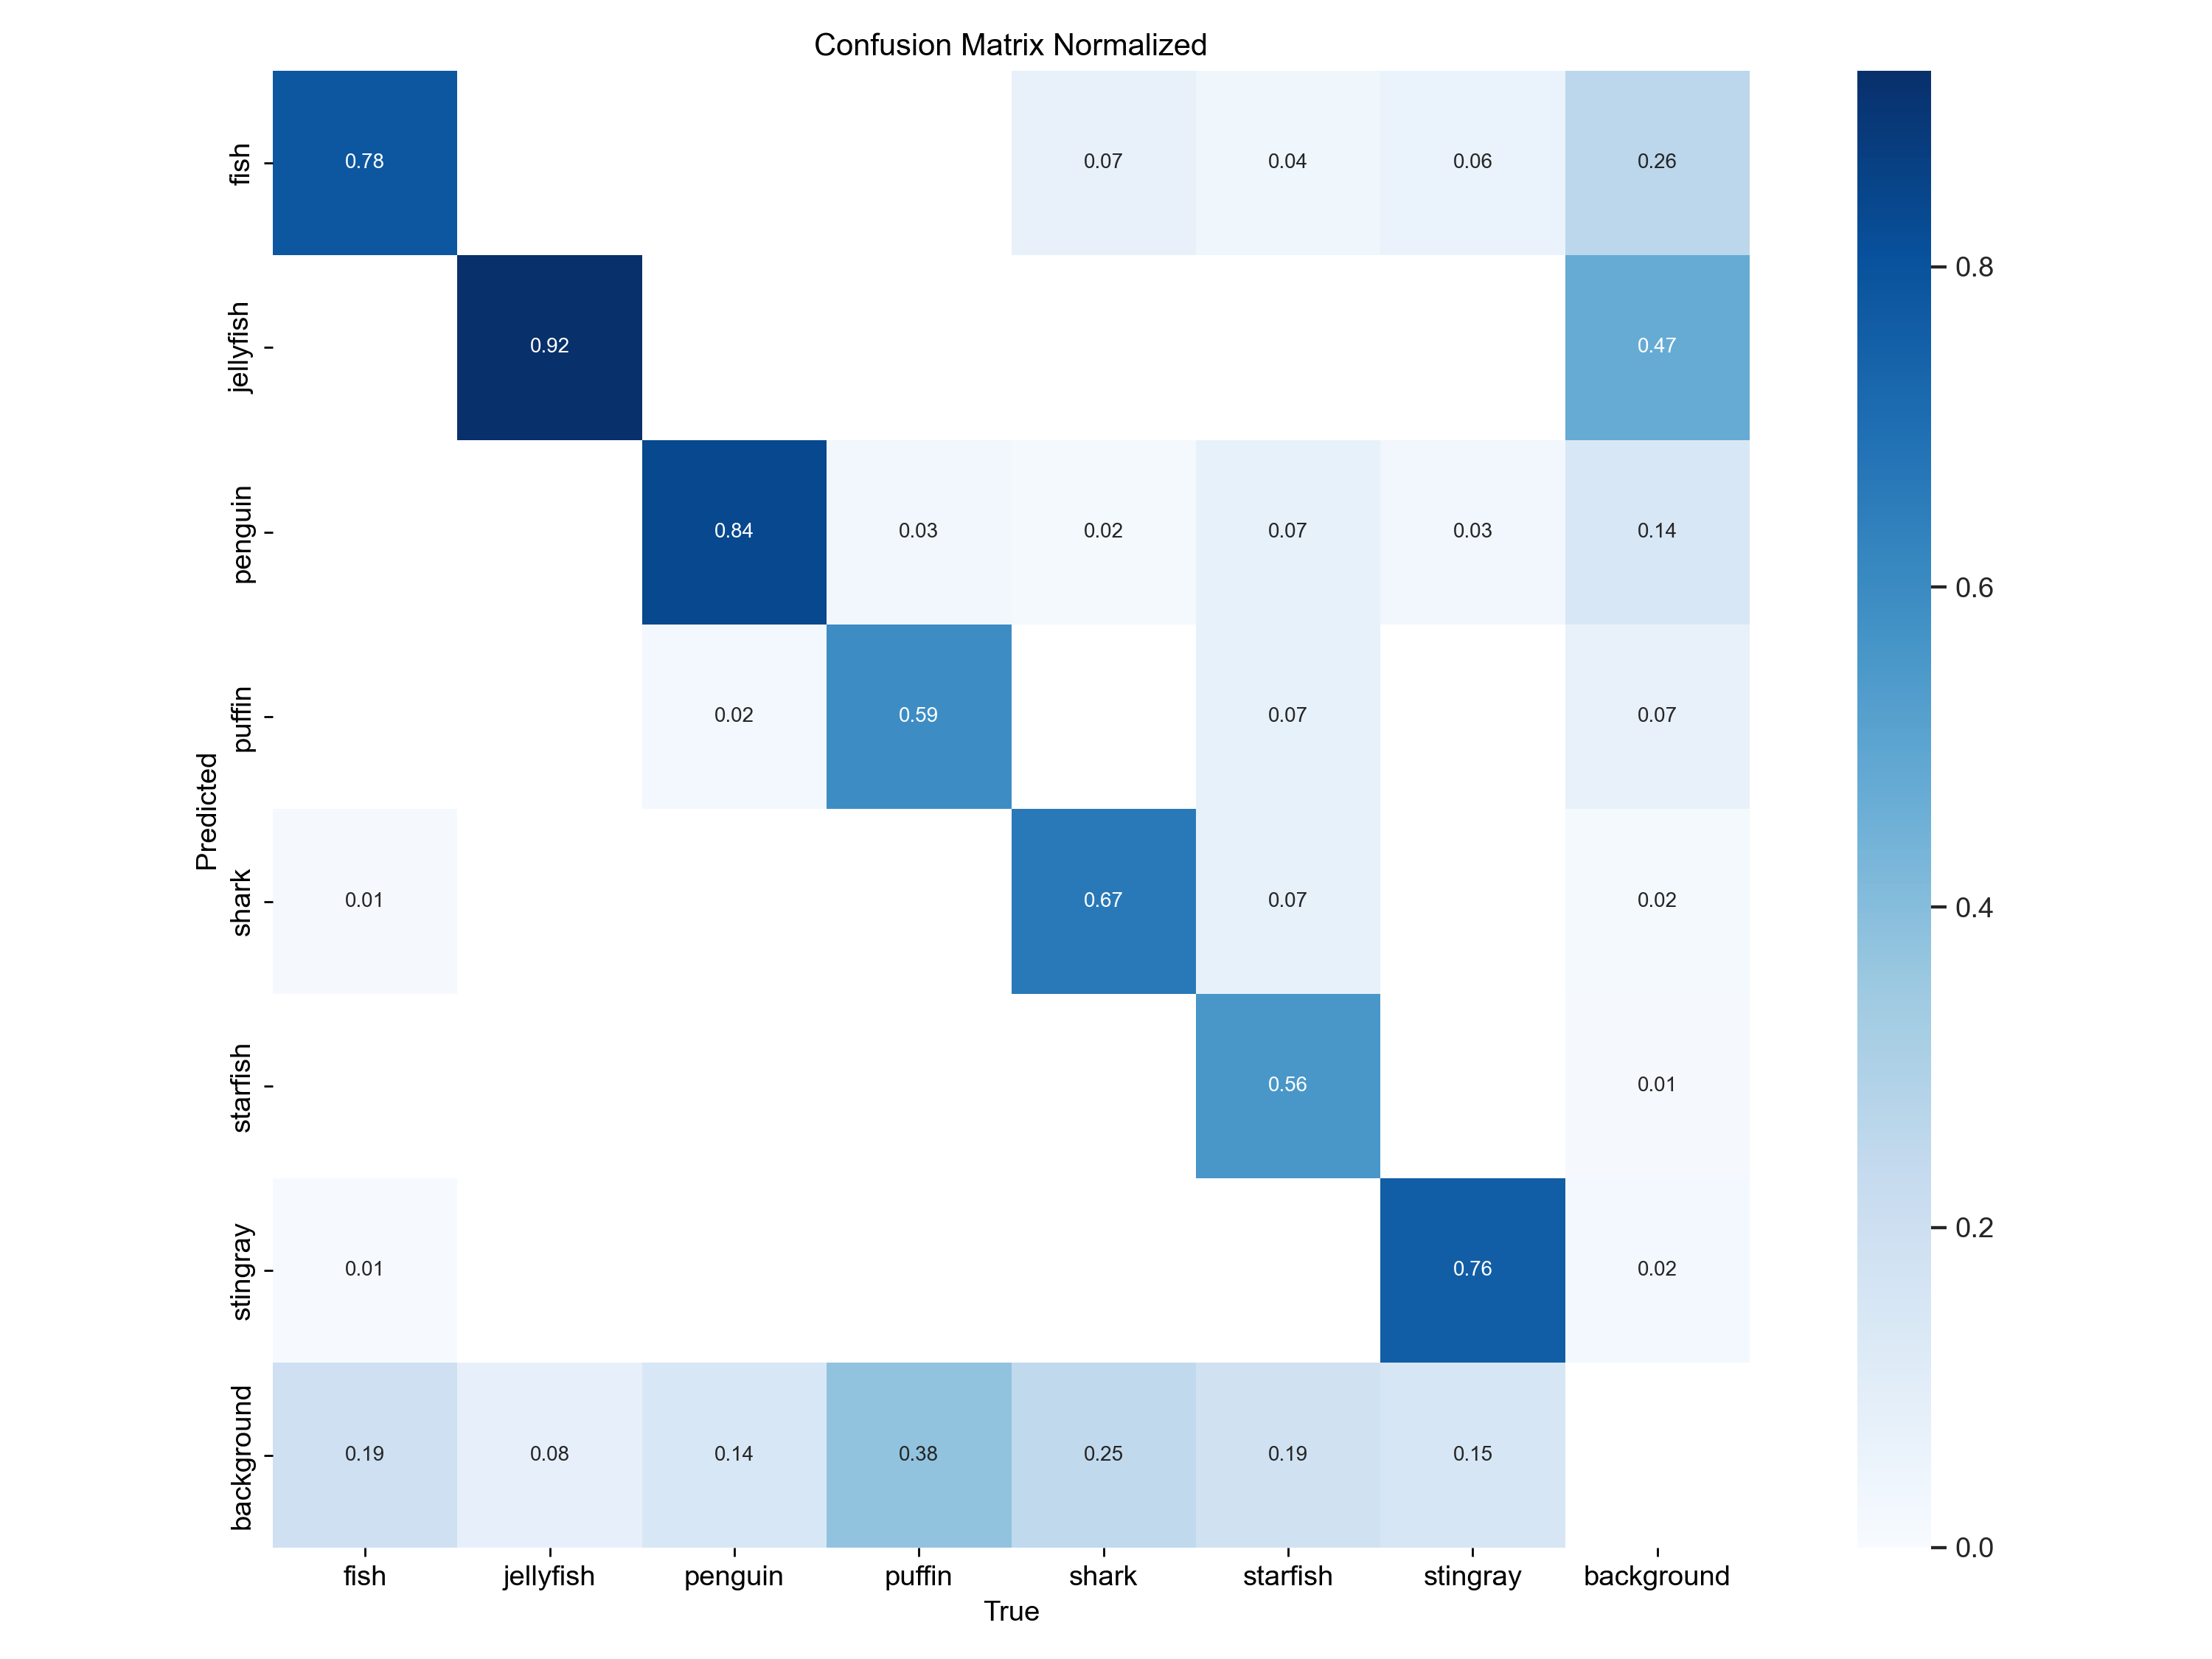 Confusion Matrix Normalized
fish
0.78
0.07
0.04
0.06
0.26
jellyfish
0.92
0.47
penguin
0.84
0.03
0.02
0.07
0.03
0.14
puffin
0.02
0.59
0.07
0.07
shark
0.01
0.67
0.07
0.02
starfish
0.56
0.01
stingray
0.01
0.76
0.02
background
0.19
0.08
0.14
0.38
0.25
0.19
0.15
Predicted
fish
jellyfish
penguin
puffin
shark
starfish
stingray
background
True
0.8
0.6
0.4
0.2
0.0